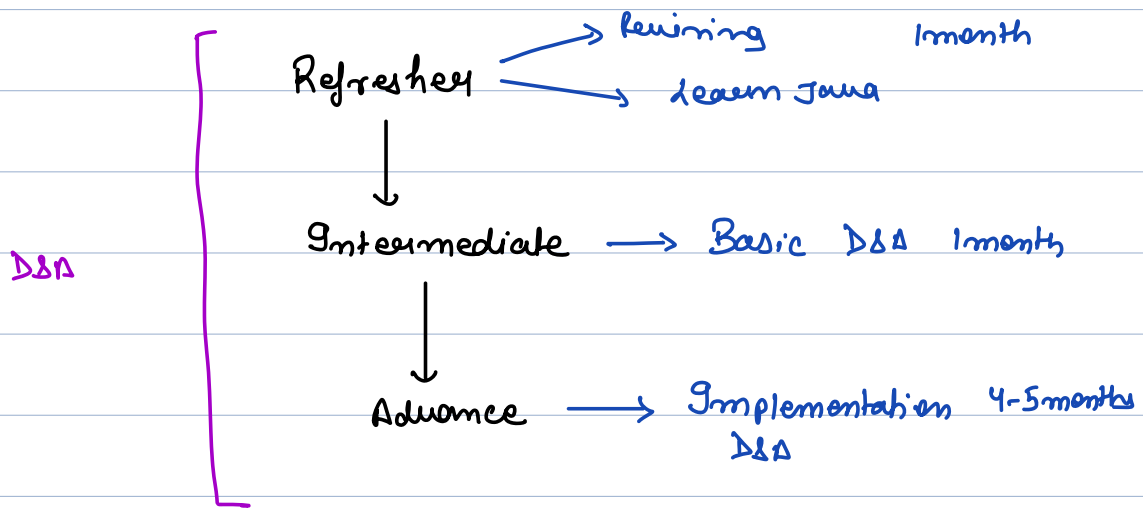 Revising 1month
Refresher
Learn Java
Intermediate → Basic DSA 1month
DSA
Advance → Implementation 4-5months
DSA